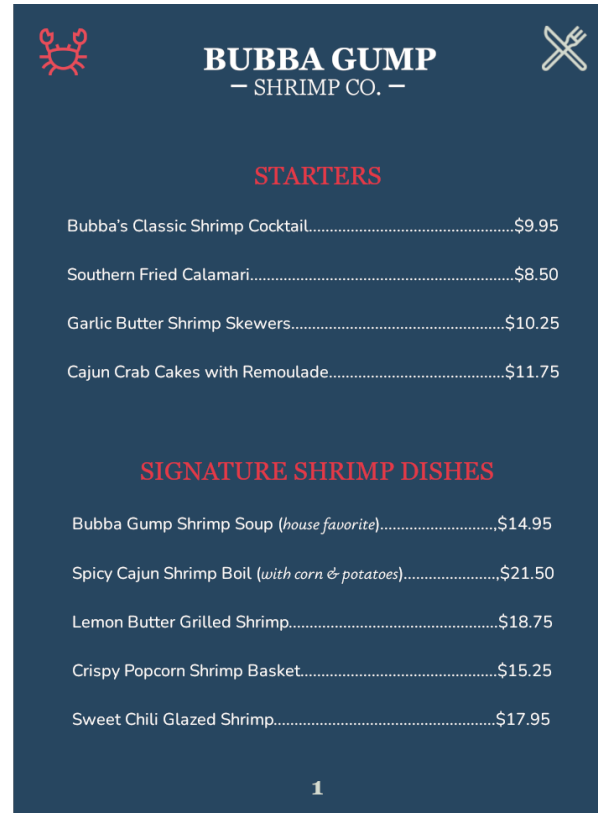 BUBBA GUMP
— SHRIMP CO. —
STARTERS
Bubba's Classic Shrimp Cocktail.................................................$9.95
Southern Fried Calamari...............................................................$8.50
Garlic Butter Shrimp Skewers...................................................$10.25
Cajun Crab Cakes with Remoulade..........................................$11.75
SIGNATURE SHRIMP DISHES
Bubba Gump Shrimp Soup (house favorite)...........................,$14.95
Spicy Cajun Shrimp Boil (with corn & potatoes)......................,$21.50
Lemon Butter Grilled Shrimp..................................................$18.75
Crispy Popcorn Shrimp Basket...............................................$15.25
Sweet Chili Glazed Shrimp.....................................................$17.95
1